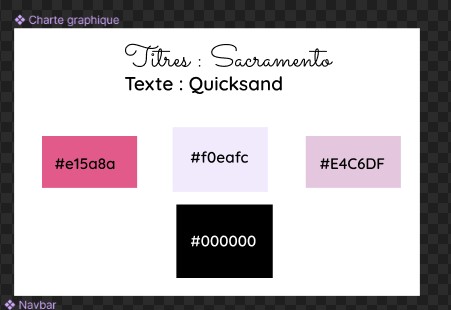 Charte graphique
Titres : Sacramento
Texte : Quicksand
#e15a8a
#f0eafc
#E4C6DF
#000000
Navbar